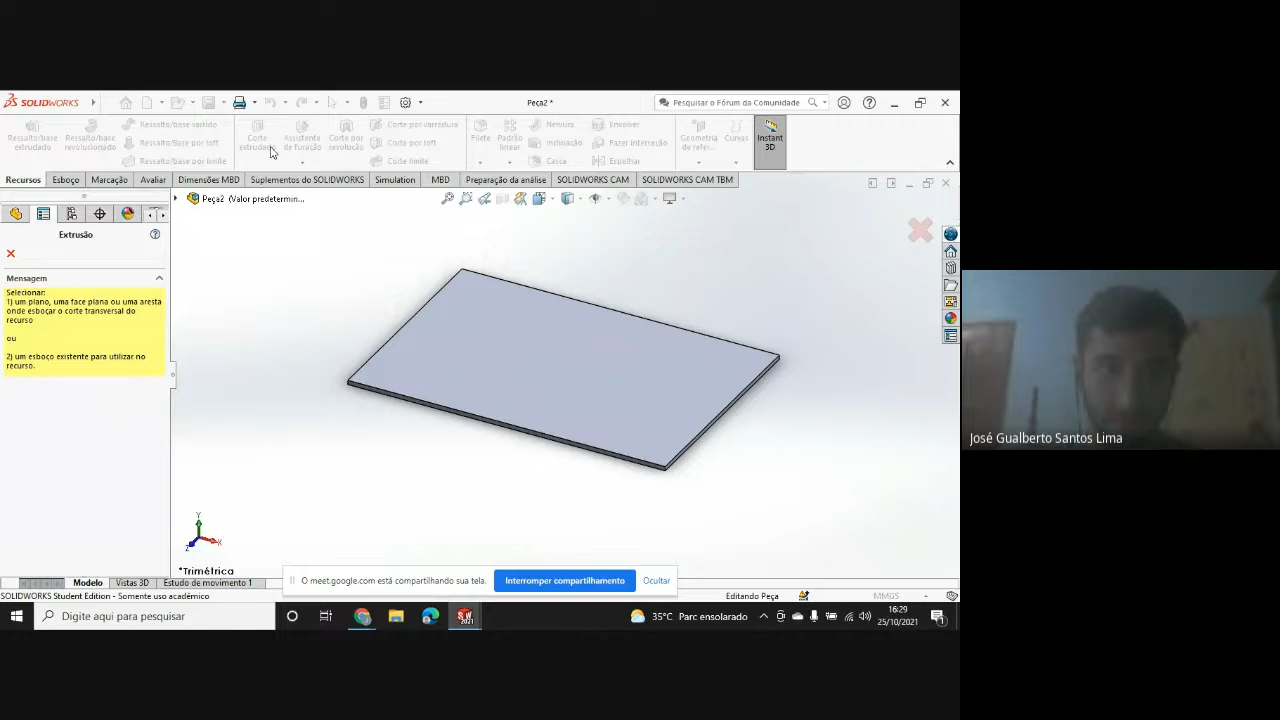 SOLIDWORKS
Peça2 *
Pesquisar o Fórum da Comunidade
Ressalto/base extrudado
Ressalto/base revolucionado
Ressalto/base varrido
Ressalto/Base por loft
Ressalto/base por limite
Corte extrudado
Assistente de furação
Corte por revolução
Corte por varredura
Corte por loft
Corte limite
Filete
Padrão linear
Nervura
Inclinação
Casca
Envolver
Fazer interseção
Espelhar
Geometria de refer...
Curvas
Instant 3D
Recursos
Esboço
Marcação
Avaliar
Dimensões MBD
Suplementos do SOLIDWORKS
Simulation
MBD
Preparação da análise
SOLIDWORKS CAM
SOLIDWORKS CAM TBM
Peça2 (Valor predetermin...
Extrusão
Mensagem
Selecionar:
1) um plano, uma face plana ou uma aresta
onde esboçar o corte transversal do
recurso
ou
2) um esboço existente para utilizar no
recurso.
José Gualberto Santos Lima
Y
X
Z
*Trimétrica
O meet.google.com está compartilhando sua tela.
Interromper compartilhamento
Ocultar
Modelo
Vistas 3D
Estudo de movimento 1
SOLIDWORKS Student Edition - Somente uso acadêmico
Editando Peça
MMGS
Digite aqui para pesquisar
35°C Parc ensolarado
16:29
25/10/2021